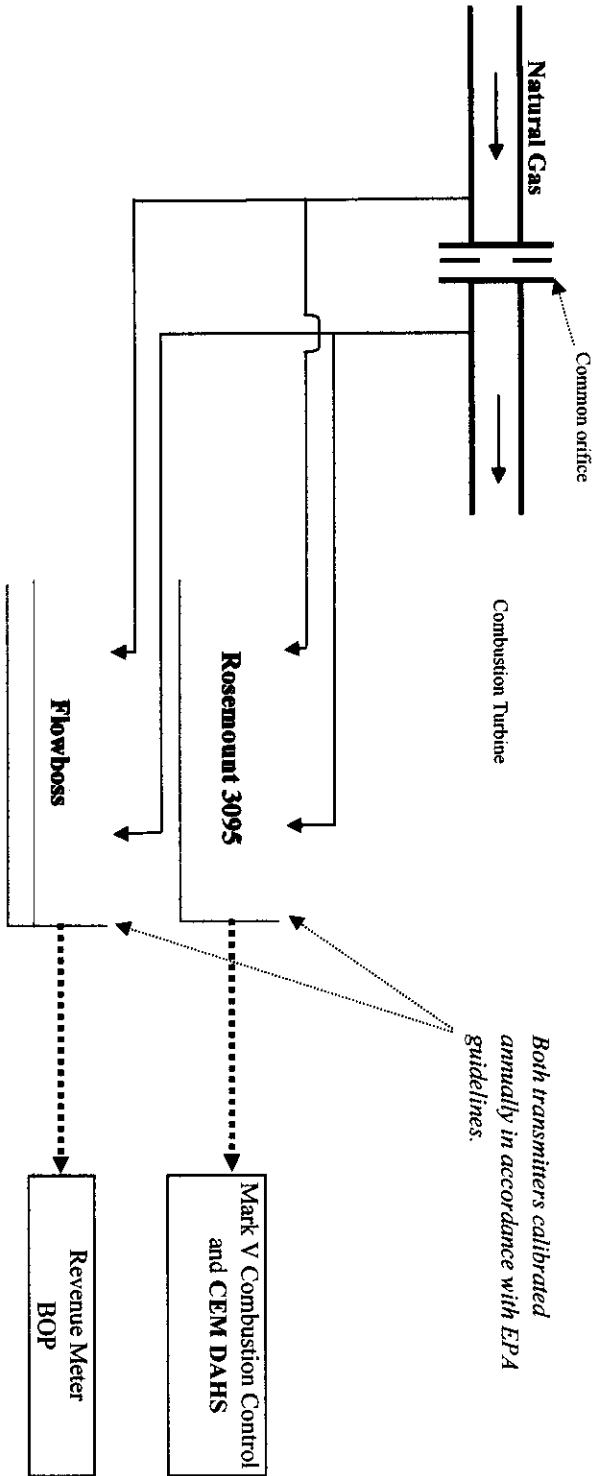 Natural Gas
Common orifice
Combustion Turbine
Rosemount 3095
Flowboss
Both transmitters calibrated
annually in accordance with EPA
guidelines.
Mark V Combustion Control
and CEM DAHS
Revenue Meter
BOP